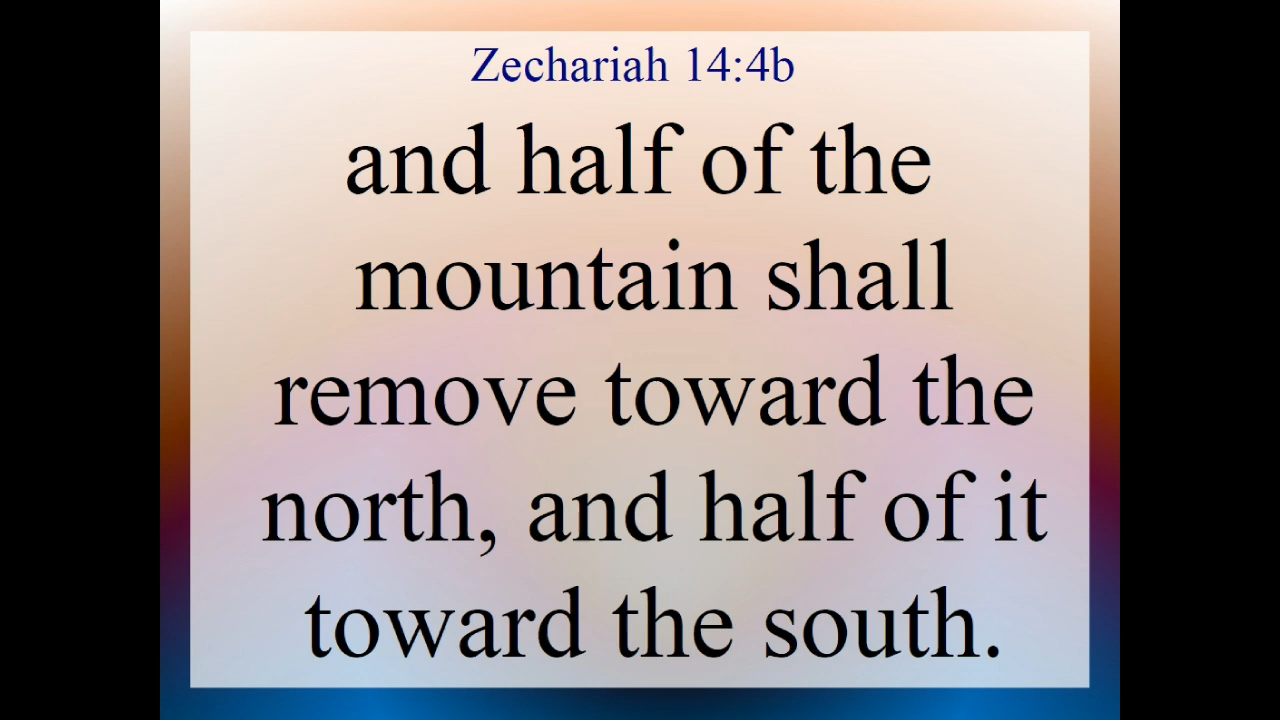 Zechariah 14:4b
and half of the
mountain shall
remove toward the
north, and half of it
toward the south.